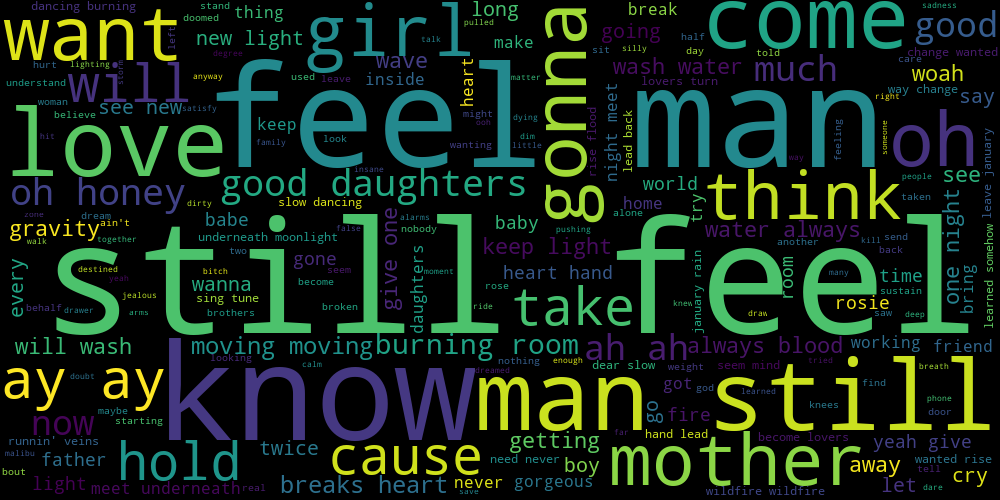 dancing burning
stand
thing
long
break
sadness
want
doomed
new light
left
girl
pulled
talk
make
gonna
going
half
sit
silly
day
told
come
good
change wanted
care
hurt
lighting
wave
degree
wash water
much
woah
understand
will
store
feel
inside
heart
matter
lovers turn
man
way change
say
woman
see new
anyway
used
leave
might
ooh
dying
right
believe
satisfy
keep
look
wanting
dim
little
rise flood
night meet
lead back
feeling
someone
oh
hit
love
family
insane
way
people
see
leave january
oh honey
dirty
good daughters
slow dancing
world
home
try
think
taken
zone
dream
ain't
babe
false
give one
alarms
nobody
baby
pushing
alone
water always
one night
learned somehow
gravity
walk
together
underneath moonlight
two
daughters
keep light
another
kill
send
back
every
still
gone
seem
moment
heart hand
feel
january rain
room
time
bring
destined
yeah
bitch
wanna
become
rose
knew
many
sustain
behalf
drawer
jealous
arms
sing tune
brothers
broken
ride
take
draw
rosie
saw
deep
will wash
moving moving
burning room
ah ah
always blood
working
friend
looking
calm
nothing
enough
dear slow
weight
seem mind
tried
breath
ay ay
doubt
know
dreamed
man still
got
god
learned
find
phone
maybe
knees
door
now
starting
go
fire
runnin' veins
far
hand lead
become lovers
yeah give
malibu
father
hold
twice
cause
getting
need never
boy
mother
away
wanted rise
tell
cry
bout
light
meet underneath
real
breaks heart
never
save
gorgeous
wildfire wildfire
let
dare